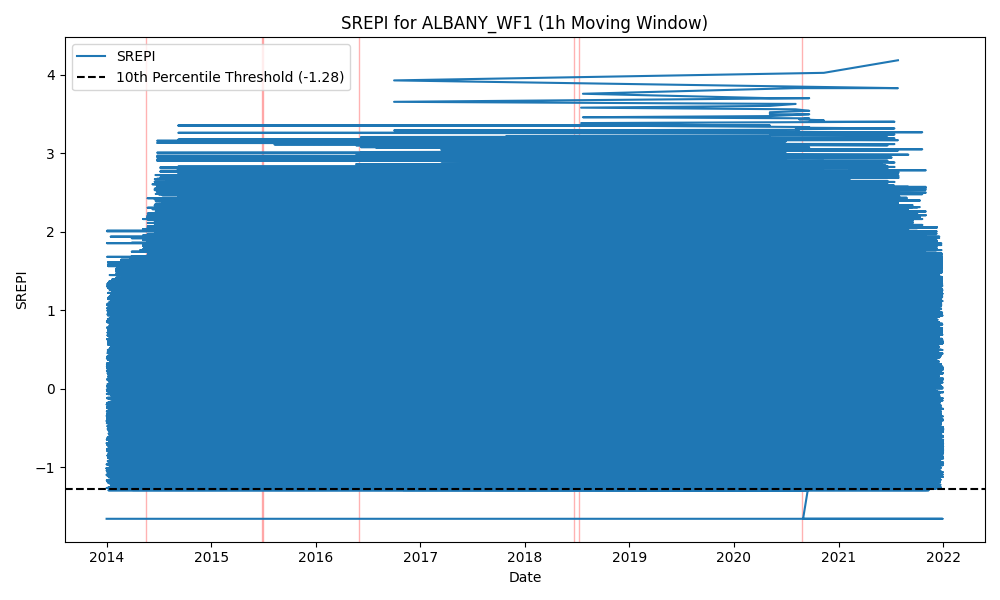 SREPI for ALBANY_WF1 (1h Moving Window)
SREPI
10th Percentile Threshold (-1.28)
SREPI
4
3
2
1
0
−1
2014 2015 2016 2017 2018 2019 2020 2021 2022
Date